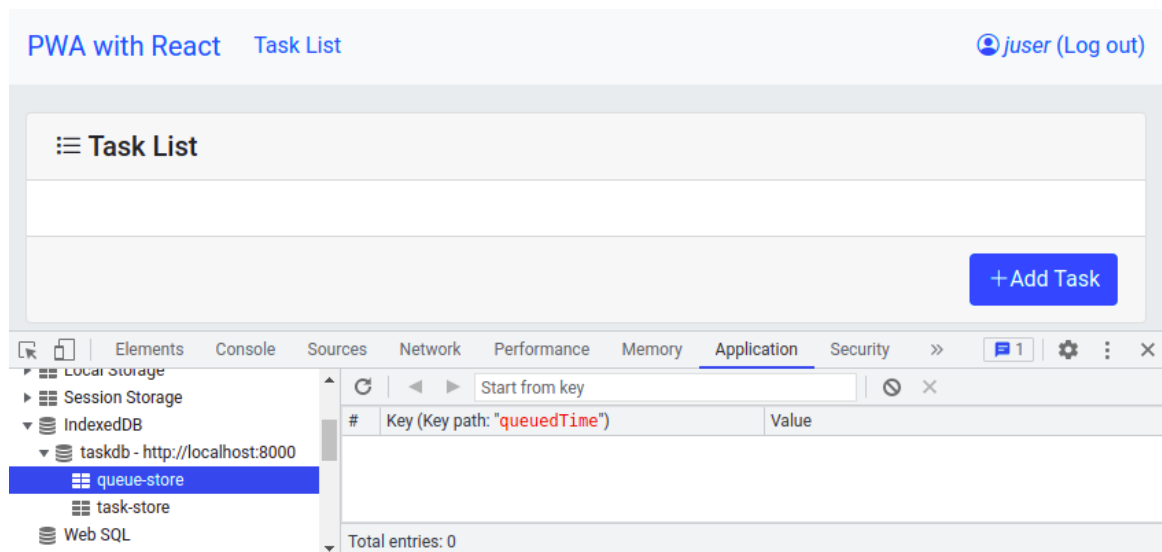 PWA with React Task List juser (Log out)
Task List
+Add Task
Elements Console Sources Network Performance Memory Application Security » 1
Local Storage
Session Storage
IndexedDB
taskdb - http://localhost:8000
queue-store
task-store
Web SQL
Start from key
# Key (Key path: "queuedTime") Value
Total entries: 0